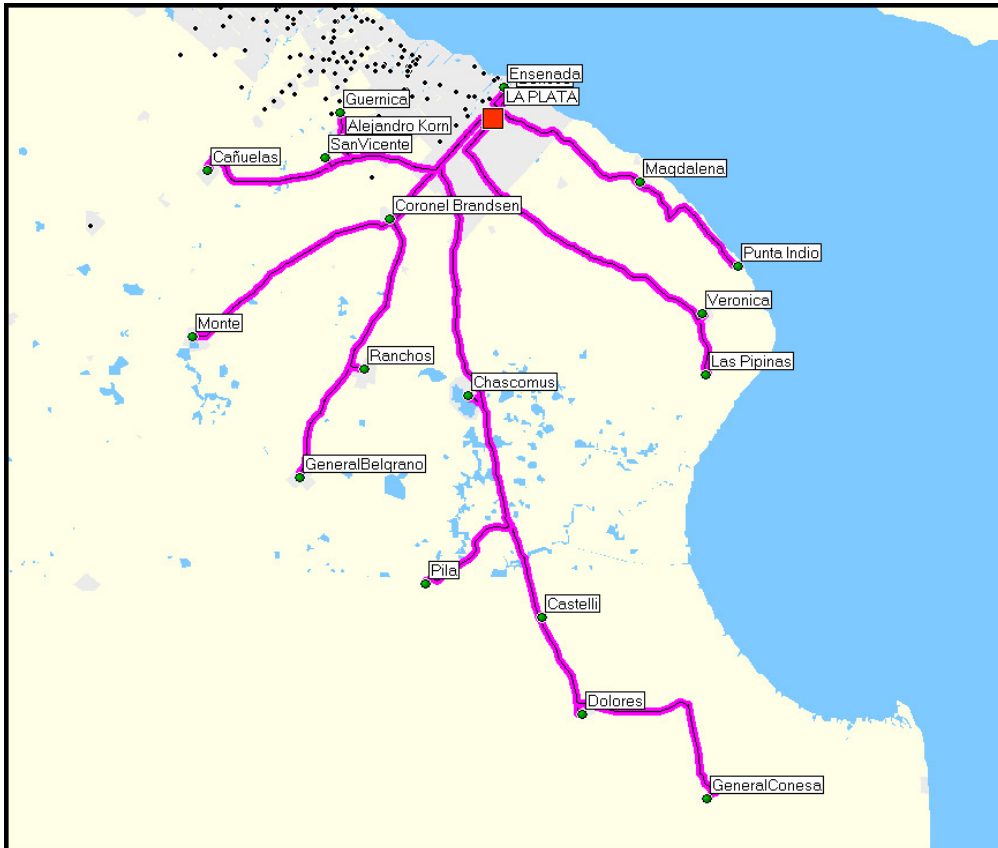 Ensenada
LA PLATA
Guernica
Alejandro Korn
SanVicente
Cañuelas
Magdalena
Coronel Brandsen
Punta Indio
Veronica
Monte
Ranchos
Las Pipinas
Chascomus
GeneralBelgrano
Pila
Castelli
Dolores
GeneralConesa